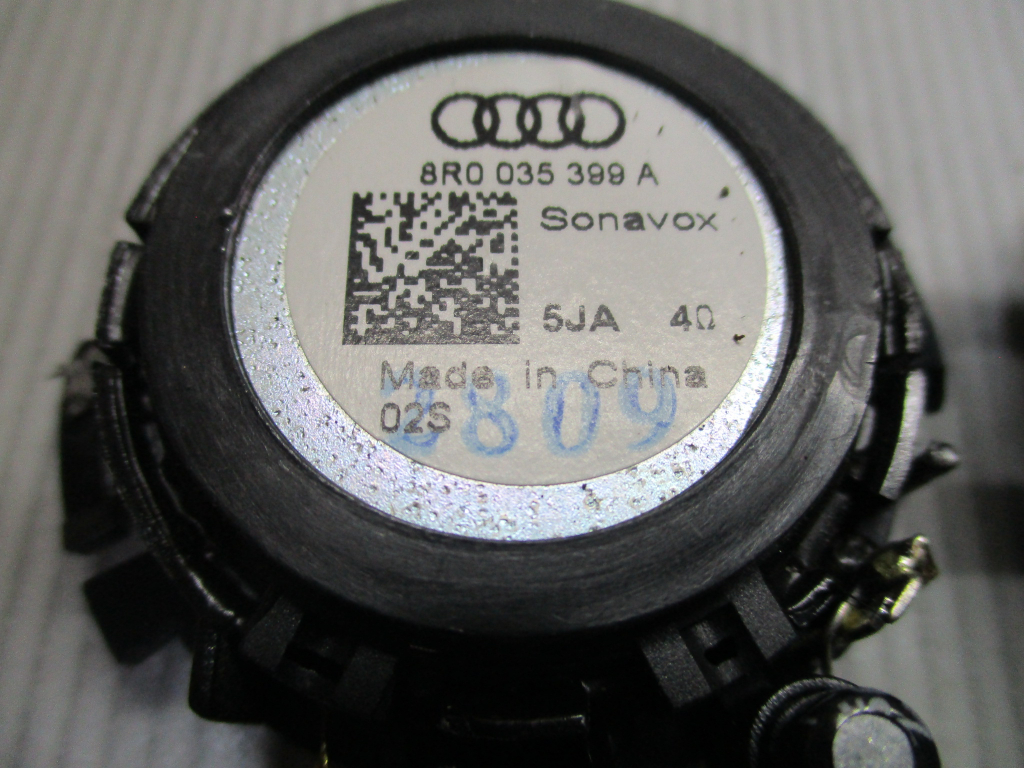 8R0 035 399 A
Sonavox
5JA 4Ω
Made in China
02S
3809